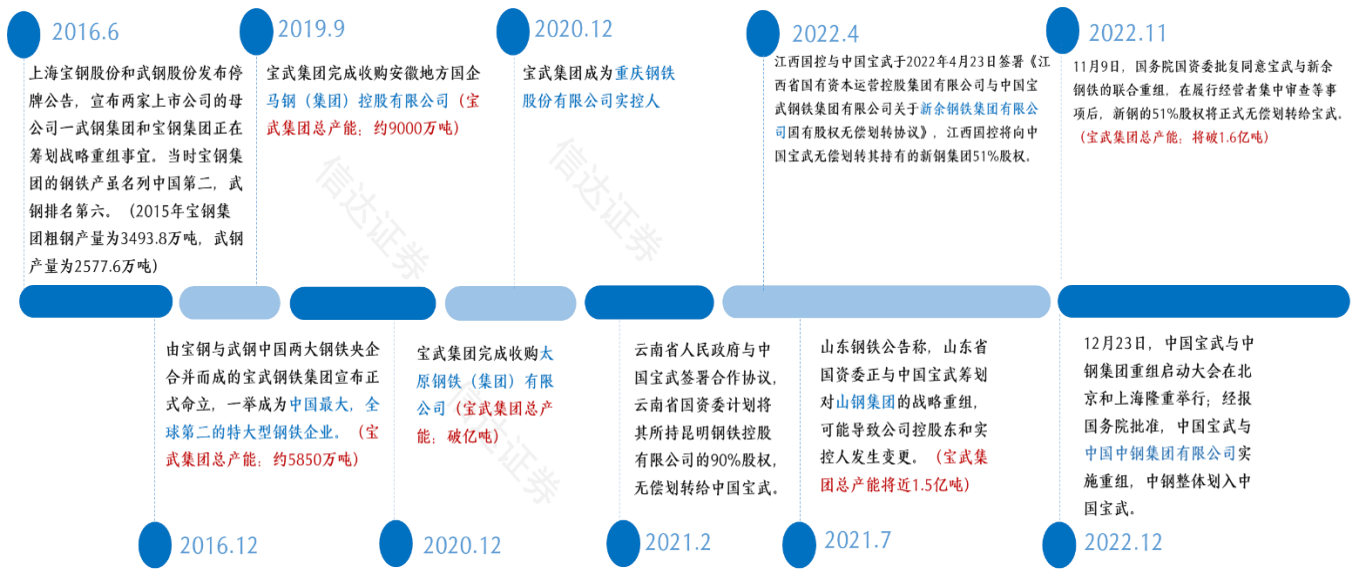 2016.6
上海宝钢股份和武钢股份发布停
牌公告，宣布两家上市公司的母
公司一武钢集团和宝钢集团正在
筹划战略重组事宜。当时宝钢集
团的钢铁产虽名列中国第二，武
钢排名第六。（2015年宝钢集
团粗钢产量为3493.8万吨，武钢
产量为2577.6万吨）
2019.9
宝武集团完成收购安徽地方国企
马钢（集团）控股有限公司（宝
武集团总产能：约9000万吨）
2020.12
宝武集团成为重庆钢铁
股份有限公司实控人
2022.4
江西国控与中国宝武于2022年4月23日签署《江
西省国有资本运营控股集团有限公司与中国宝
武钢铁集团有限公司关于新余钢铁集团有限公
司国有股权无偿划转协议》，江西国控将向中
国宝武无偿划转其持有的新钢集团51%股权。
2022.11
11月9日，国务院国资委批复同意宝武与新余
钢铁的联合重组，在履行经营者集中审查等事
项后，新钢的51%股权将正式无偿划转给宝武。
（宝武集团总产能：将破1.6亿吨）
由宝钢与武钢中国两大钢铁央企
合并而成的宝武钢铁集团宣布正
式命立，一举成为中国最大，全
球第二的特大型钢铁企业。（宝
武集团总产能：约5850万吨）
2016.12
宝武集团完成收购太
原钢铁（集团）有限
公司（宝武集团总产
能：破亿吨）
2020.12
云南省人民政府与中
国宝武签署合作协议，
云南省国资委计划将
其所持昆明钢铁控股
有限公司的90%股权，
无偿划转给中国宝武。
2021.2
山东钢铁公告称，山东省
国资委正与中国宝武筹划
对山钢集团的战略重组，
可能导致公司控股东和实
控人发生变更。（宝武集
团总产能将近1.5亿吨）
2021.7
12月23日，中国宝武与中
钢集团重组启动大会在北
京和上海隆重举行；经报
国务院批准，中国宝武与
中国中钢集团有限公司实
施重组，中钢整体划入中
国宝武。
2022.12
信达证券
信达证券
信达证券